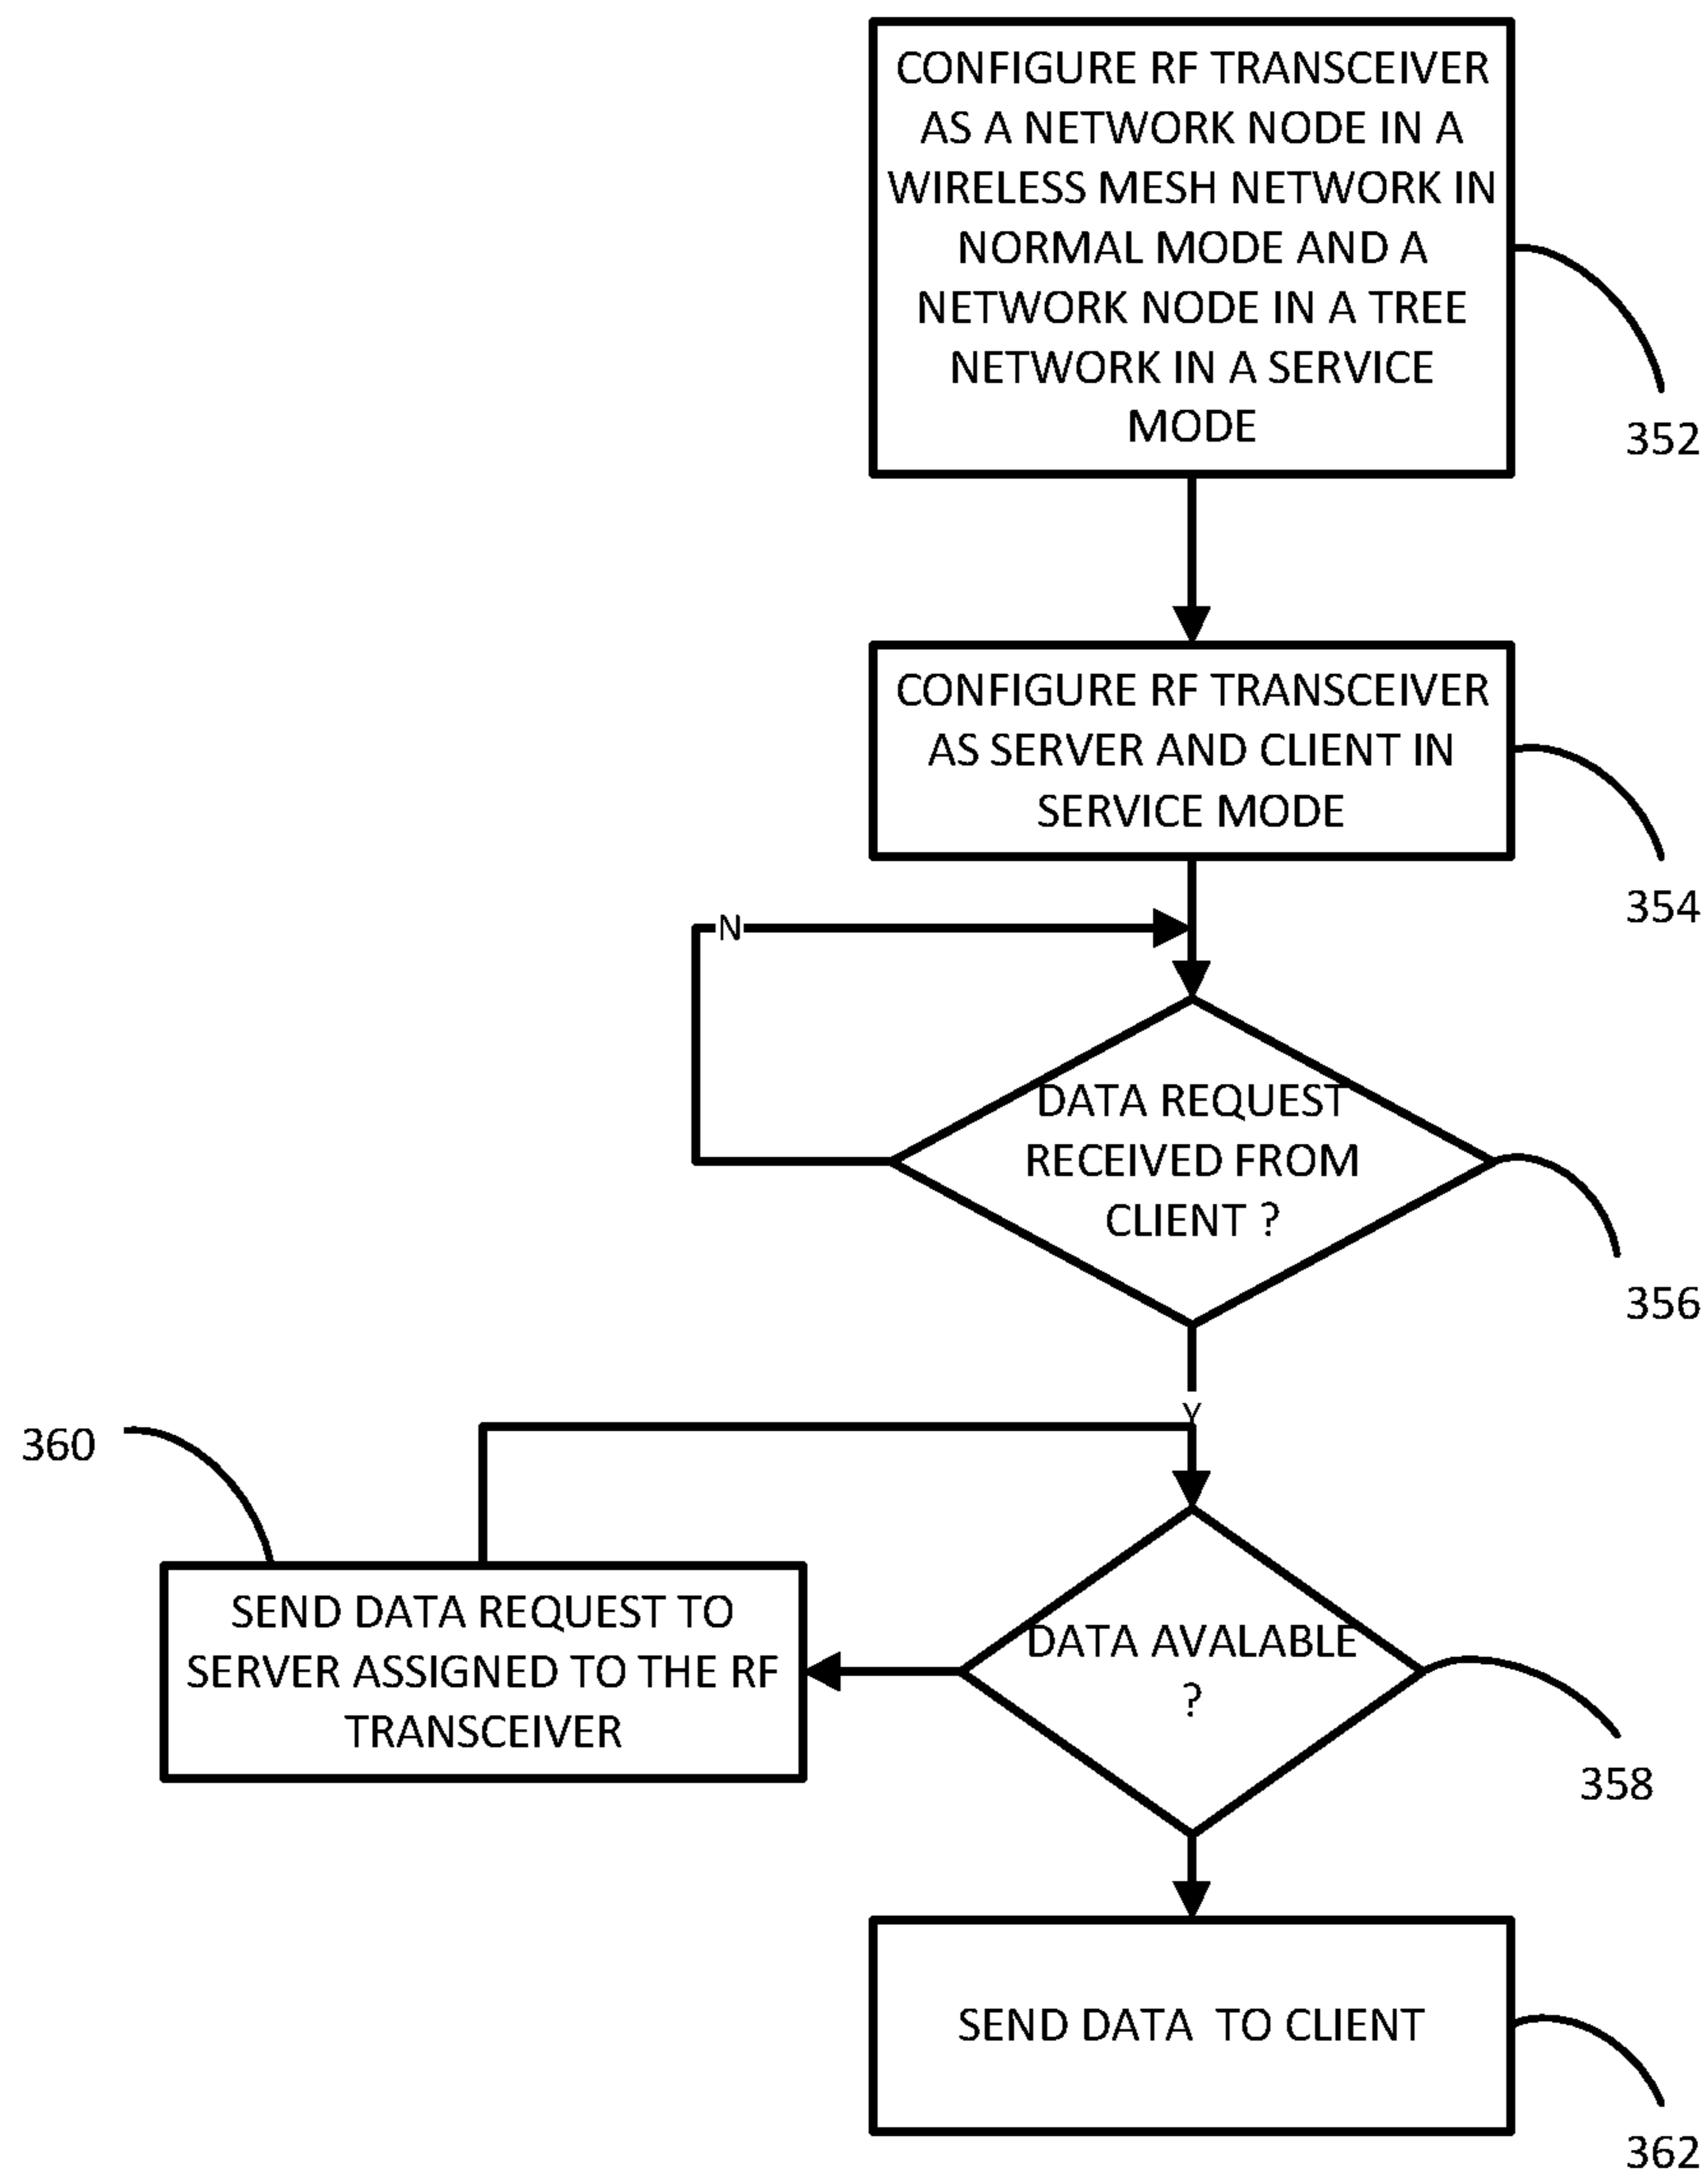 CONFIGURE RF TRANSCEIVER
AS A NETWORK NODE IN A
WIRELESS MESH NETWORK IN
NORMAL MODE AND A
NETWORK NODE IN A TREE
NETWORK IN A SERVICE
MODE
352
CONFIGURE RF TRANSCEIVER
AS SERVER AND CLIENT IN
SERVICE MODE
354
N
DATA REQUEST
RECEIVED FROM
CLIENT ?
356
Y
360
SEND DATA REQUEST TO
SERVER ASSIGNED TO THE RF
TRANSCEIVER
DATA AVALABLE
?
358
SEND DATA TO CLIENT
362